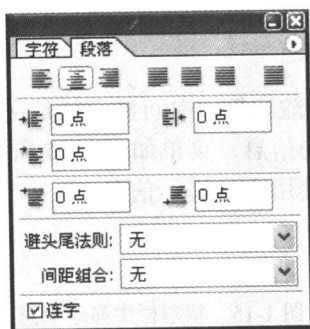 字符 段落
0 点 0 点
0 点
0 点 0 点
避头尾法则: 无
间距组合: 无
连字